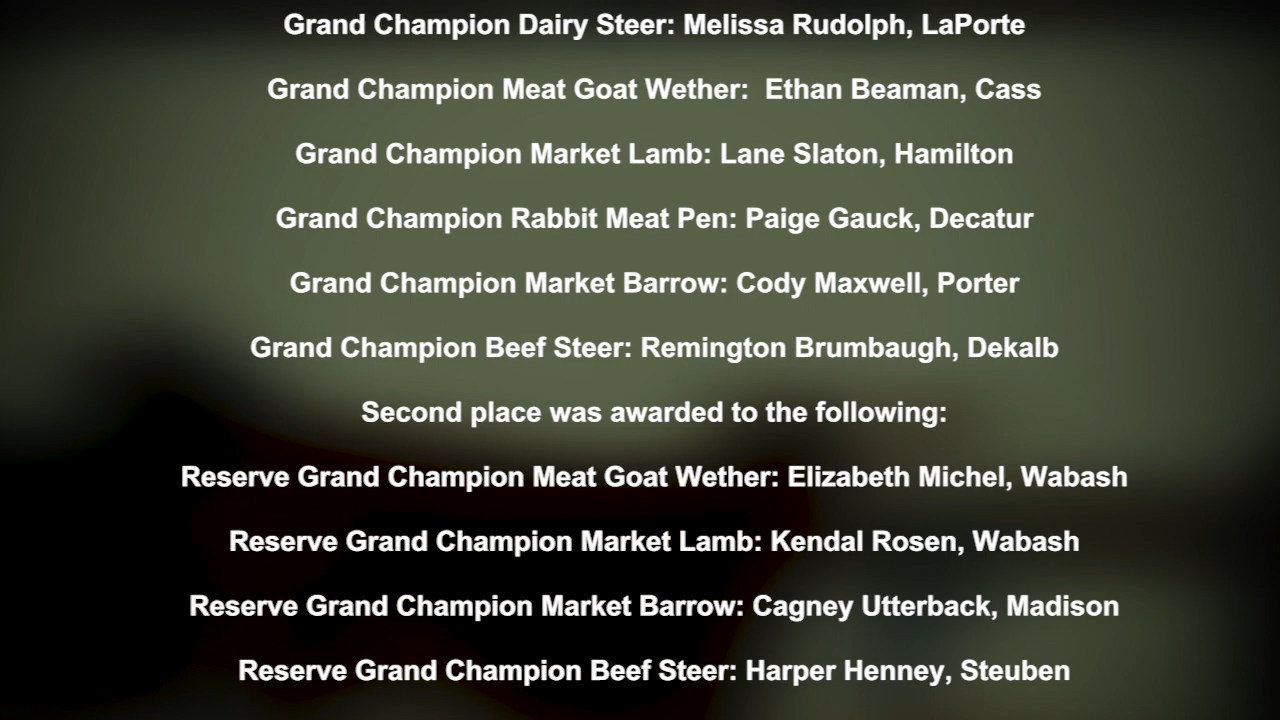 Grand Champion Dairy Steer: Melissa Rudolph, LaPorte
Grand Champion Meat Goat Wether:  Ethan Beaman, Cass
Grand Champion Market Lamb: Lane Slaton, Hamilton
Grand Champion Rabbit Meat Pen: Paige Gauck, Decatur
Grand Champion Market Barrow: Cody Maxwell, Porter
Grand Champion Beef Steer: Remington Brumbaugh, Dekalb
Second place was awarded to the following:
Reserve Grand Champion Meat Goat Wether: Elizabeth Michel, Wabash
Reserve Grand Champion Market Lamb: Kendal Rosen, Wabash
Reserve Grand Champion Market Barrow: Cagney Utterback, Madison
Reserve Grand Champion Beef Steer: Harper Henney, Steuben